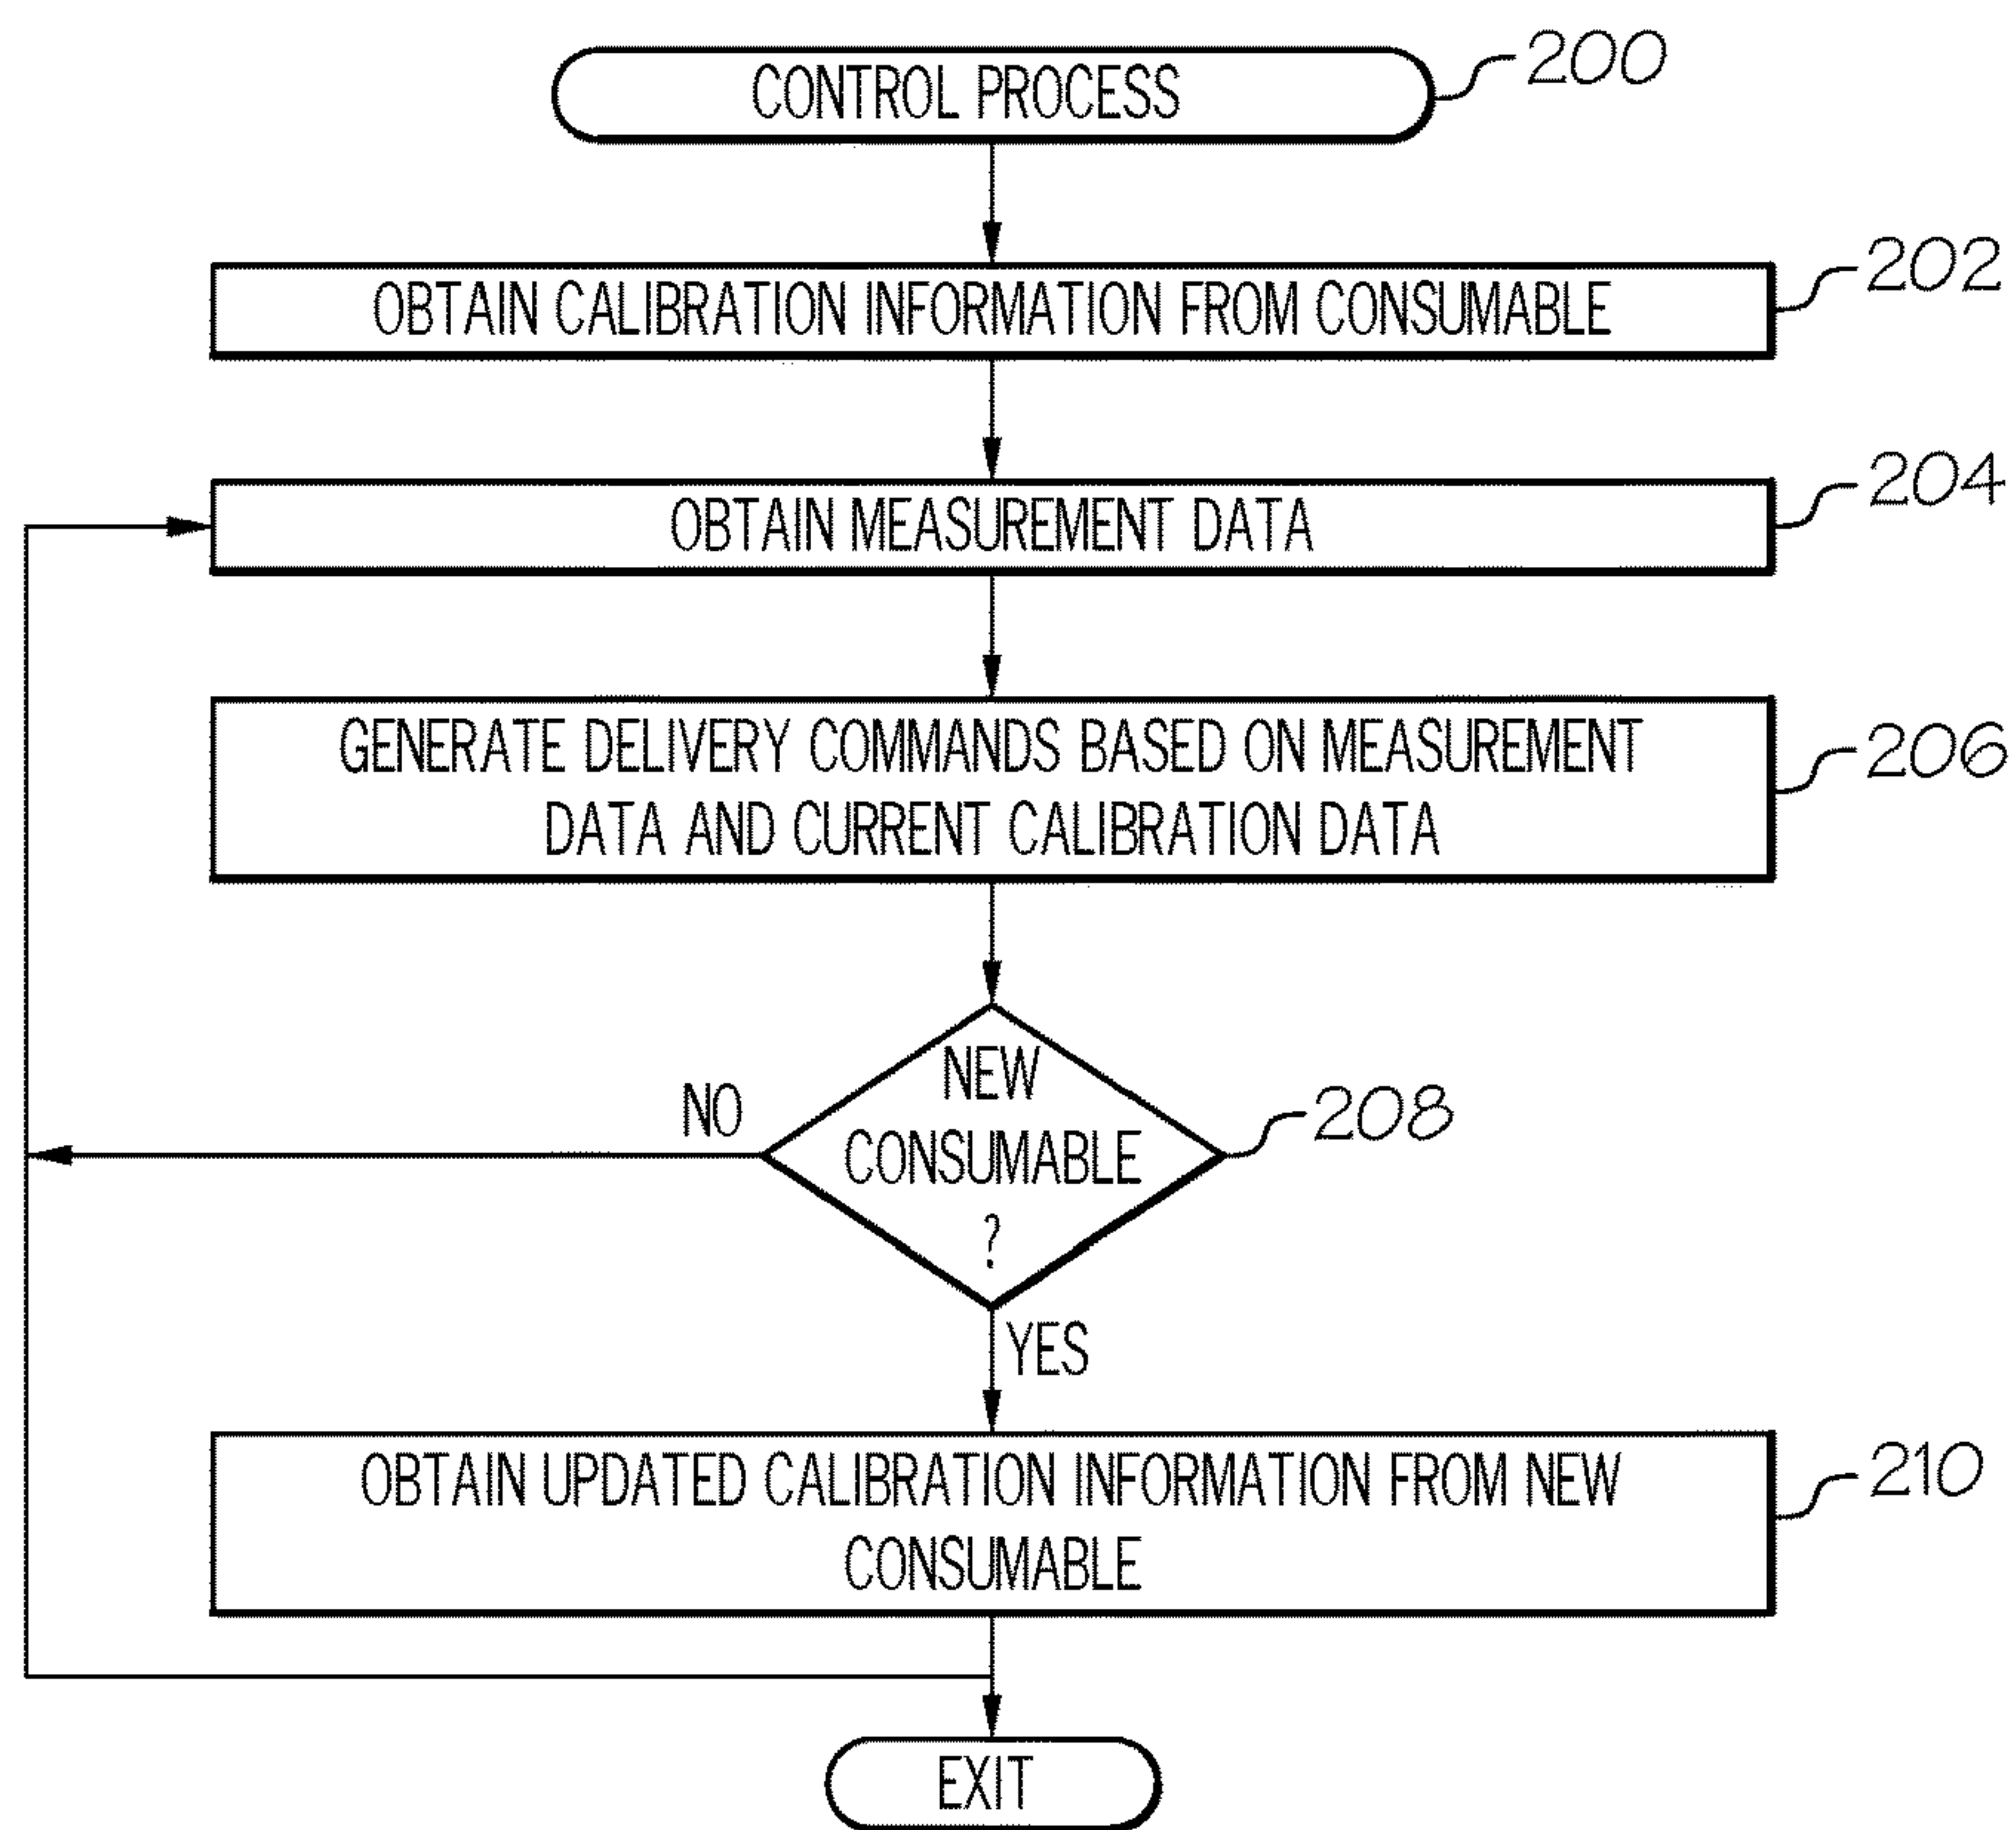 CONTROL PROCESS
200
OBTAIN CALIBRATION INFORMATION FROM CONSUMABLE
202
OBTAIN MEASUREMENT DATA
204
GENERATE DELIVERY COMMANDS BASED ON MEASUREMENT
DATA AND CURRENT CALIBRATION DATA
206
NEW
CONSUMABLE
?
208
NO
YES
OBTAIN UPDATED CALIBRATION INFORMATION FROM NEW
CONSUMABLE
210
EXIT